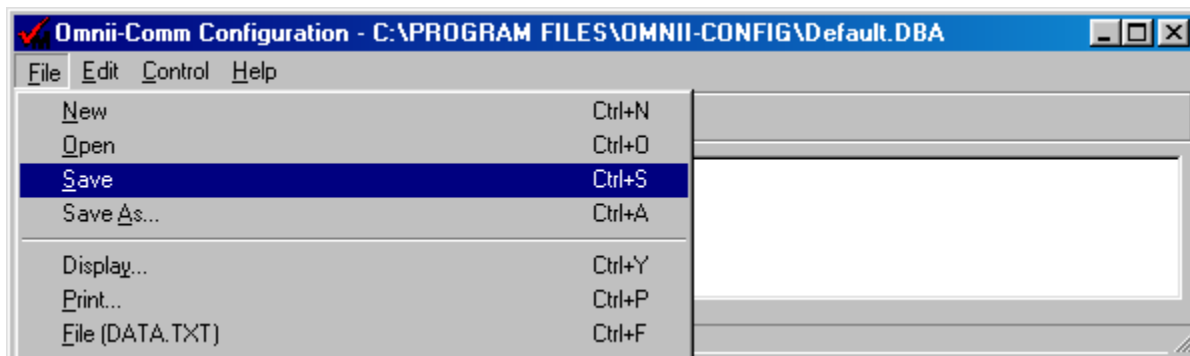 Omnii-Comm Configuration - C:\PROGRAM FILES\OMNII-CONFIG\Default.DBA
File Edit Control Help
New Ctrl+N
Open Ctrl+O
Save Ctrl+S
Save As... Ctrl+A
Display... Ctrl+Y
Print... Ctrl+P
File (DATA.TXT) Ctrl+F